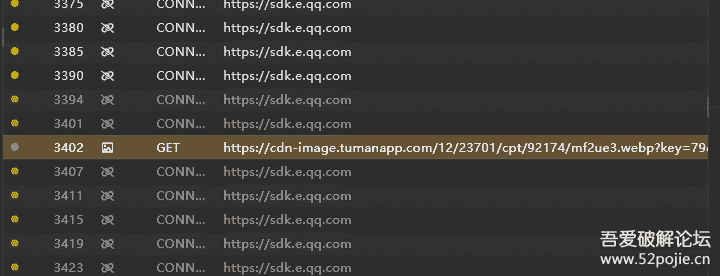 3375 CONN... https://sdk.e.qq.com
3380 CONN... https://sdk.e.qq.com
3385 CONN... https://sdk.e.qq.com
3390 CONN... https://sdk.e.qq.com
3394 CONN... https://sdk.e.qq.com
3401 CONN... https://sdk.e.qq.com
3402 GET https://cdn-image.tumanapp.com/12/23701/cpt/92174/mf2ue3.webp?key=79
3407 CONN... https://sdk.e.qq.com
3411 CONN... https://sdk.e.qq.com
3415 CONN... https://sdk.e.qq.com
3419 CONN... https://sdk.e.qq.com
3423 CONN... https://sdk.e.qq.com
吾爱破解论坛
www.52pojie.cn